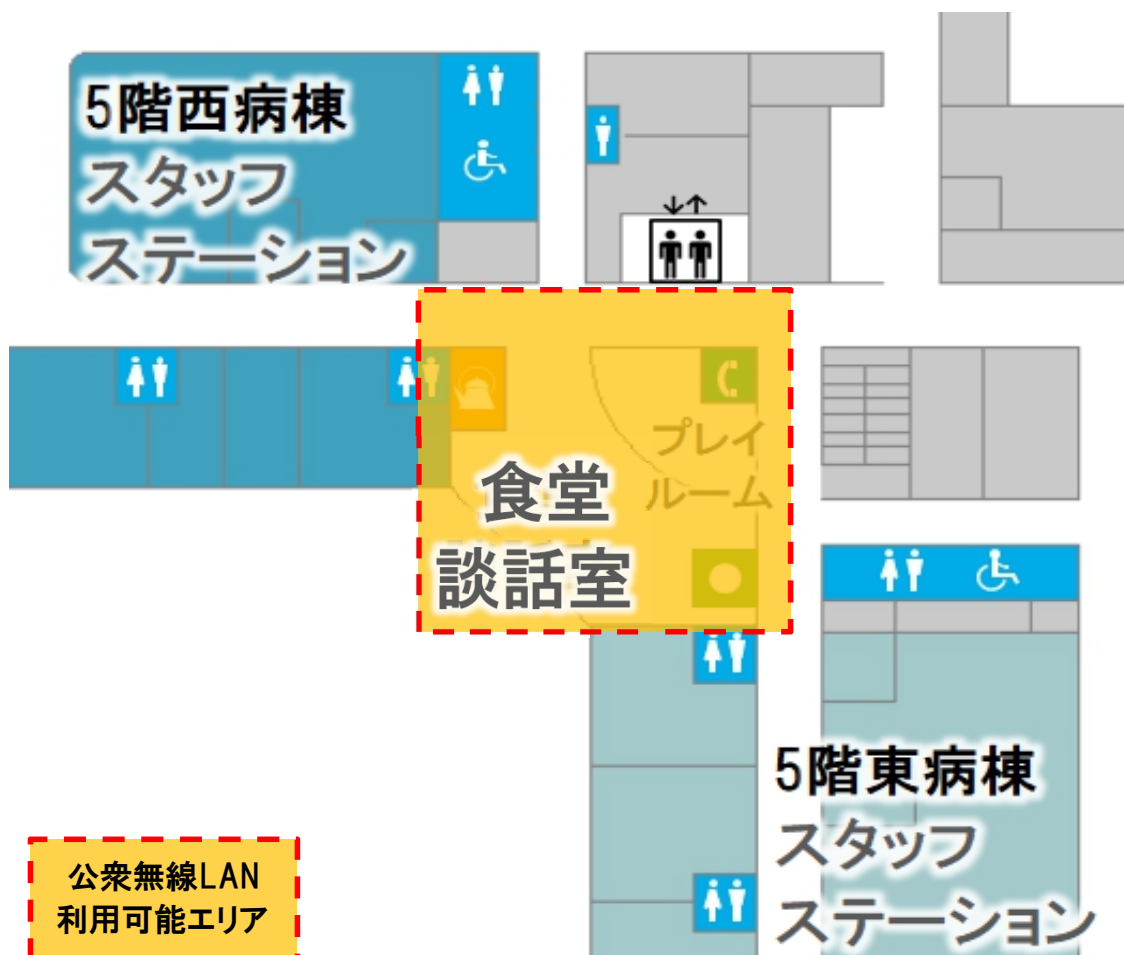 5階西病棟
スタッフ
ステーション
プレイ
ルーム
食堂
談話室
5階東病棟
スタッフ
ステーション
公衆無線LAN
利用可能エリア